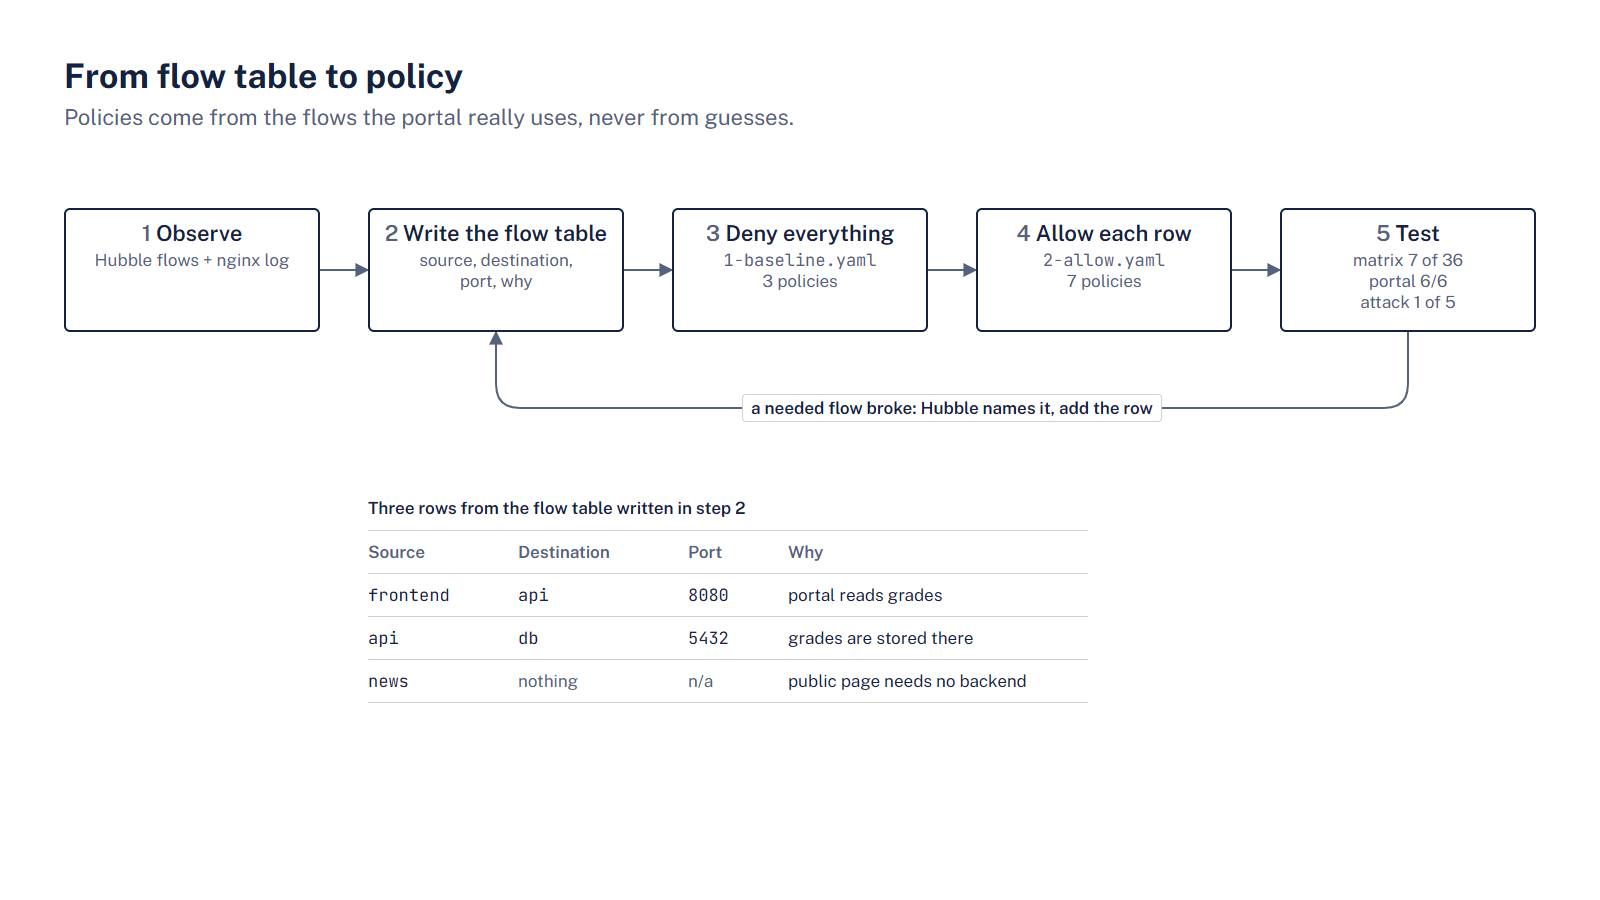 From flow table to policy
Policies come from the flows the portal really uses, never from guesses.
1 Observe
Hubble flows + nginx log
2 Write the flow table
source, destination,
port, why
3 Deny everything
1-baseline.yaml
3 policies
4 Allow each row
2-allow.yaml
7 policies
5 Test
matrix 7 of 36
portal 6/6
attack 1 of 5
a needed flow broke: Hubble names it, add the row
Three rows from the flow table written in step 2
Source Destination Port Why
frontend api 8080 portal reads grades
api db 5432 grades are stored there
news nothing n/a public page needs no backend